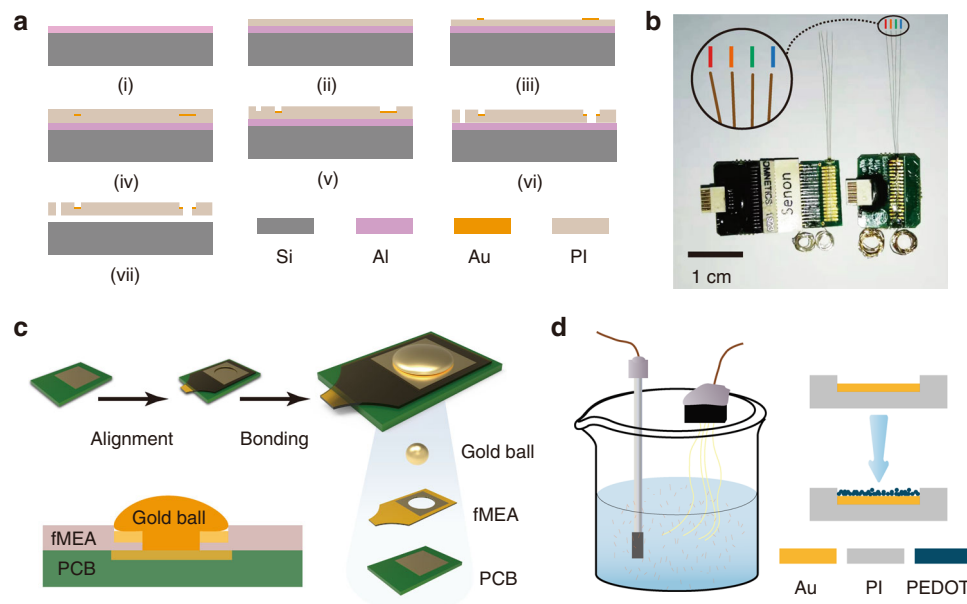 a
(i)
(ii)
(iii)
(iv)
(v)
(vi)
(vii)
Si
Al
Au
PI
b
OMNETICS
Senon
1 cm
c
Alignment
Bonding
Gold ball
fMEA
PCB
Gold ball
fMEA
PCB
d
Au
PI
PEDOT